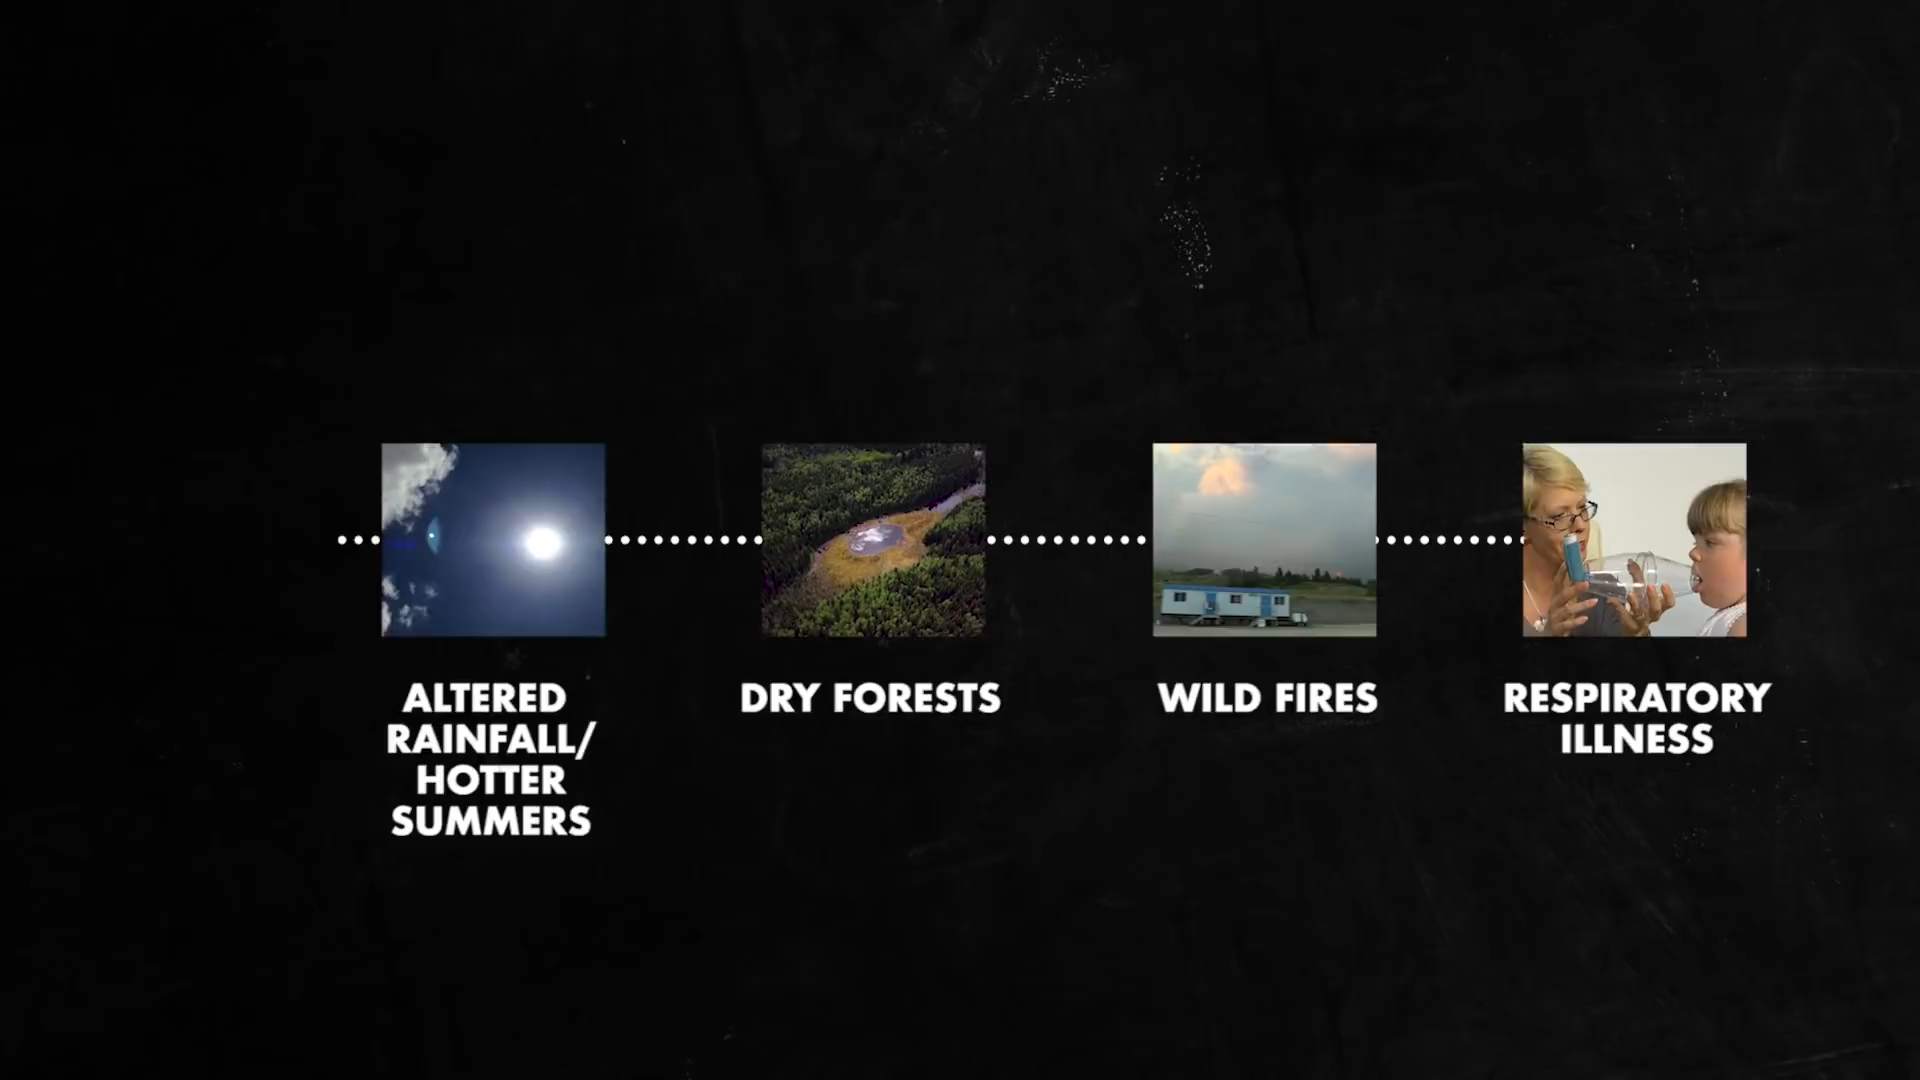 ALTERED
RAINFALL/
HOTTER
SUMMERS
DRY FORESTS
WILD FIRES
RESPIRATORY
ILLNESS